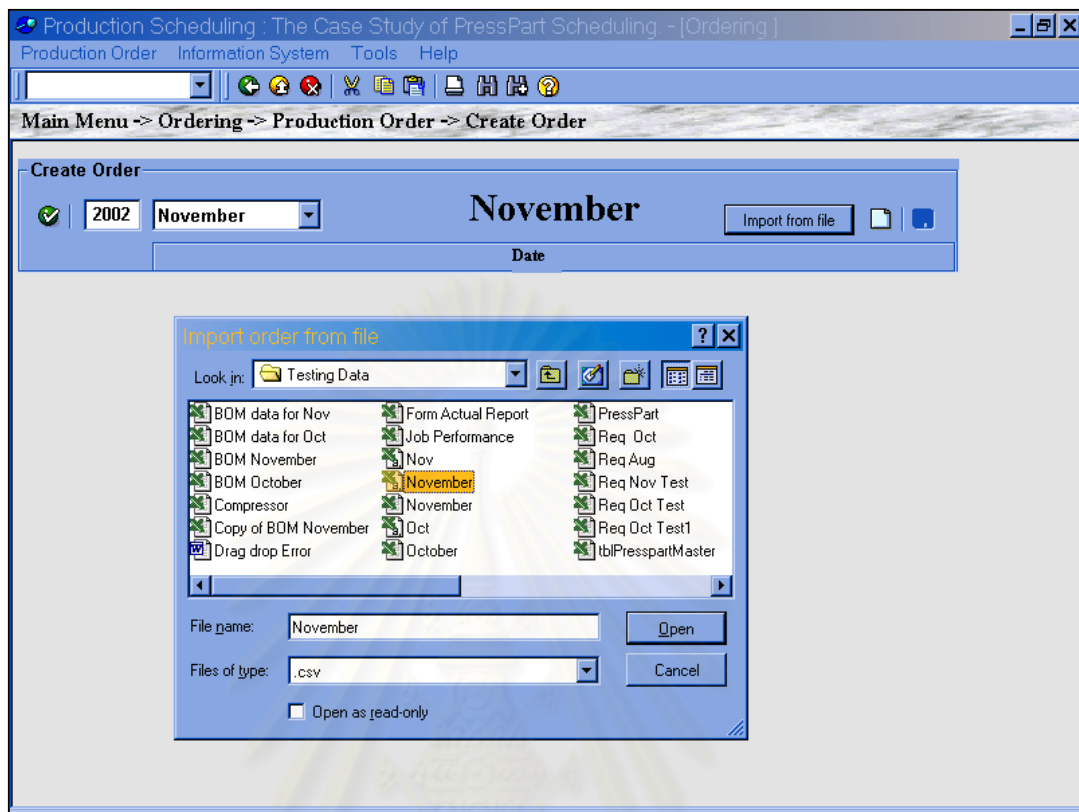 Production Scheduling : The Case Study of PressPart Scheduling. - [Ordering ]
Production Order Information System Tools Help
Main Menu -> Ordering -> Production Order -> Create Order
Create Order
2002 November November Import from file
Date
Import order from file
Look in: Testing Data
BOM data for Nov Form Actual Report PressPart
BOM data for Oct Job Performance Req Oct
BOM November Nov Req Aug
BOM October November Req Nov Test
Compressor November Req Oct Test
Copy of BOM November Oct Req Oct Test1
Drag drop Error October tblPresspartMaster
File name: November Open
Files of type: .csv Cancel
Open as read-only